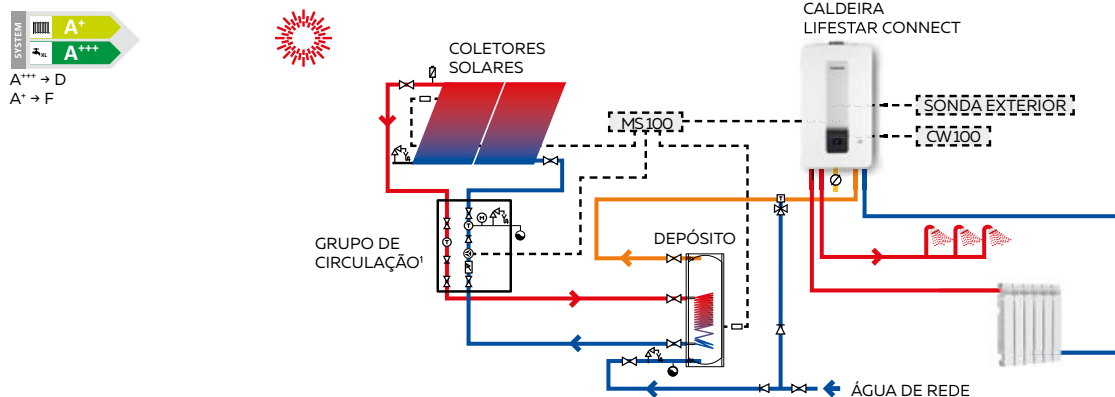 SYSTEM
A+
XL
A+++
A+++ → D
A+ → F
COLETORES
SOLARES
CALDEIRA
LIFESTAR CONNECT
MS100
SONDA EXTERIOR
CW100
GRUPO DE
CIRCULAÇÃO¹
DEPÓSITO
ÁGUA DE REDE